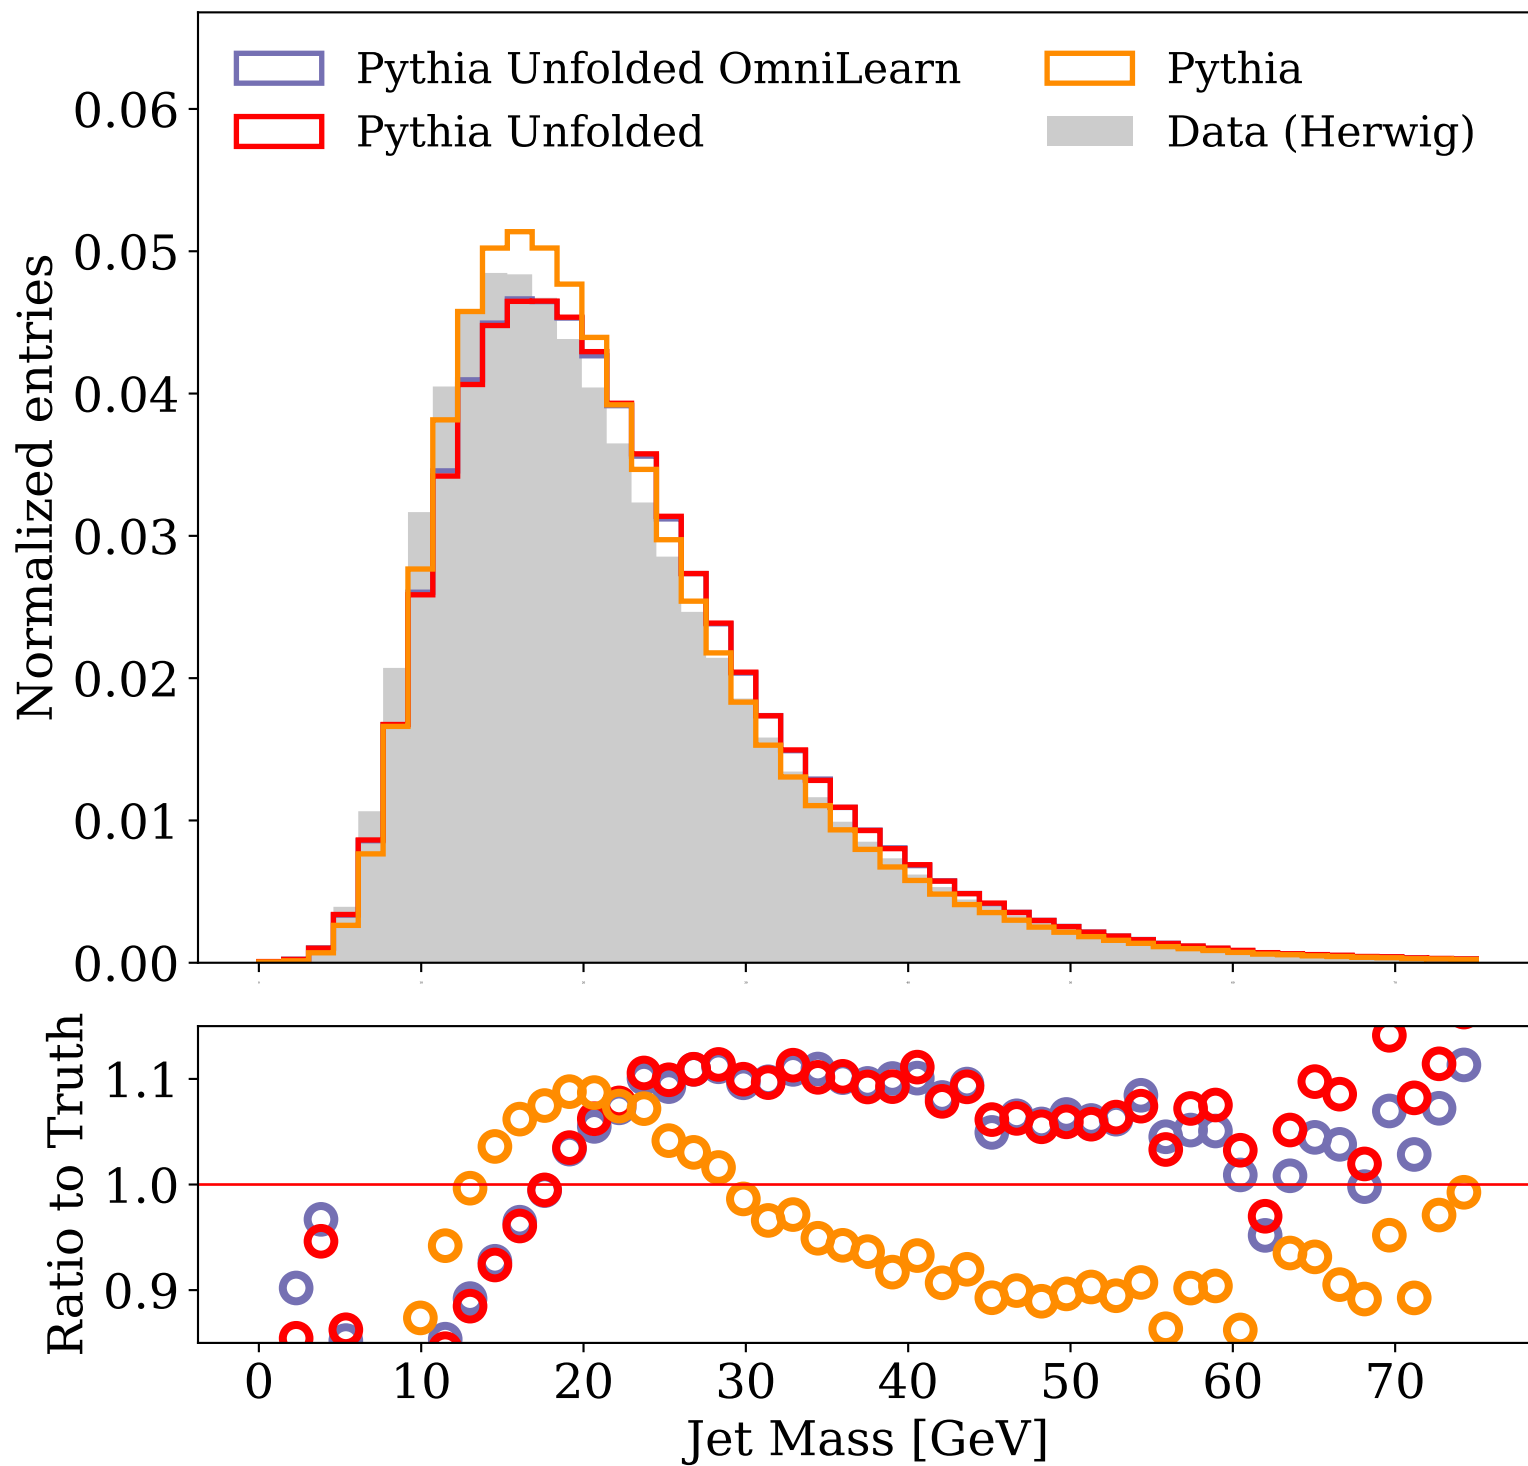 Pythia Unfolded OmniLearn
Pythia Unfolded
Pythia
Data (Herwig)
Normalized entries
0.06
0.05
0.04
0.03
0.02
0.01
0.00
Ratio to Truth
1.1
1.0
0.9
0 10 20 30 40 50 60 70
Jet Mass [GeV]